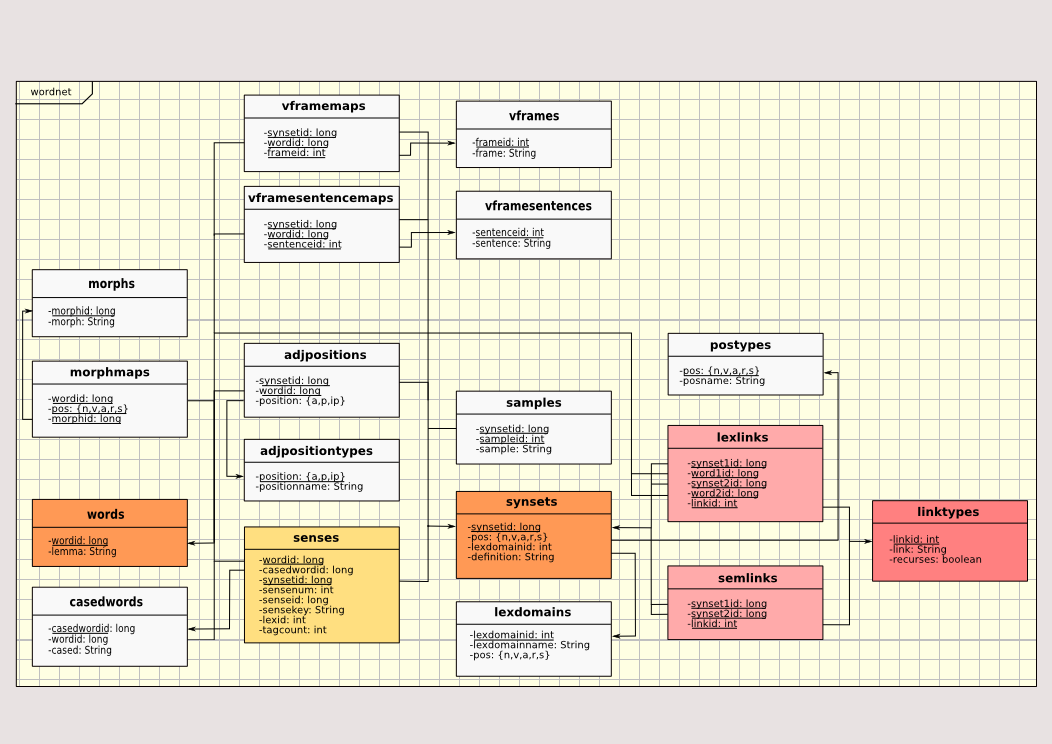 wordnet
vframemaps
-synsetid: long
-wordid: long
-frameid: int
vframes
-frameid: int
-frame: String
vframesentencemaps
-synsetid: long
-wordid: long
-sentenceid: int
vframesentences
-sentenceid: int
-sentence: String
morphs
-morphid: long
-morph: String
morphmaps
-wordid: long
-pos: {n,v,a,r,s}
-morphid: long
adjpositions
-synsetid: long
-wordid: long
-position: {a,p,ip}
postypes
-pos: {n,v,a,r,s}
-posname: String
samples
-synsetid: long
-sampleid: int
-sample: String
adjpositiontypes
-position: {a,p,ip}
-positionname: String
lexlinks
-synset1id: long
-word1id: long
-synset2id: long
-word2id: long
-linkid: int
words
-wordid: long
-lemma: String
senses
-wordid: long
-casedwordid: long
-synsetid: long
-sensenum: int
-senseid: long
-sensekey: String
-lexid: int
-tagcount: int
synsets
-synsetid: long
-pos: {n,v,a,r,s}
-lexdomainid: int
-definition: String
linktypes
-linkid: int
-link: String
-recurses: boolean
casedwords
-casedwordid: long
-wordid: long
-cased: String
lexdomains
-lexdomainid: int
-lexdomainname: String
-pos: {n,v,a,r,s}
semlinks
-synset1id: long
-synset2id: long
-linkid: int